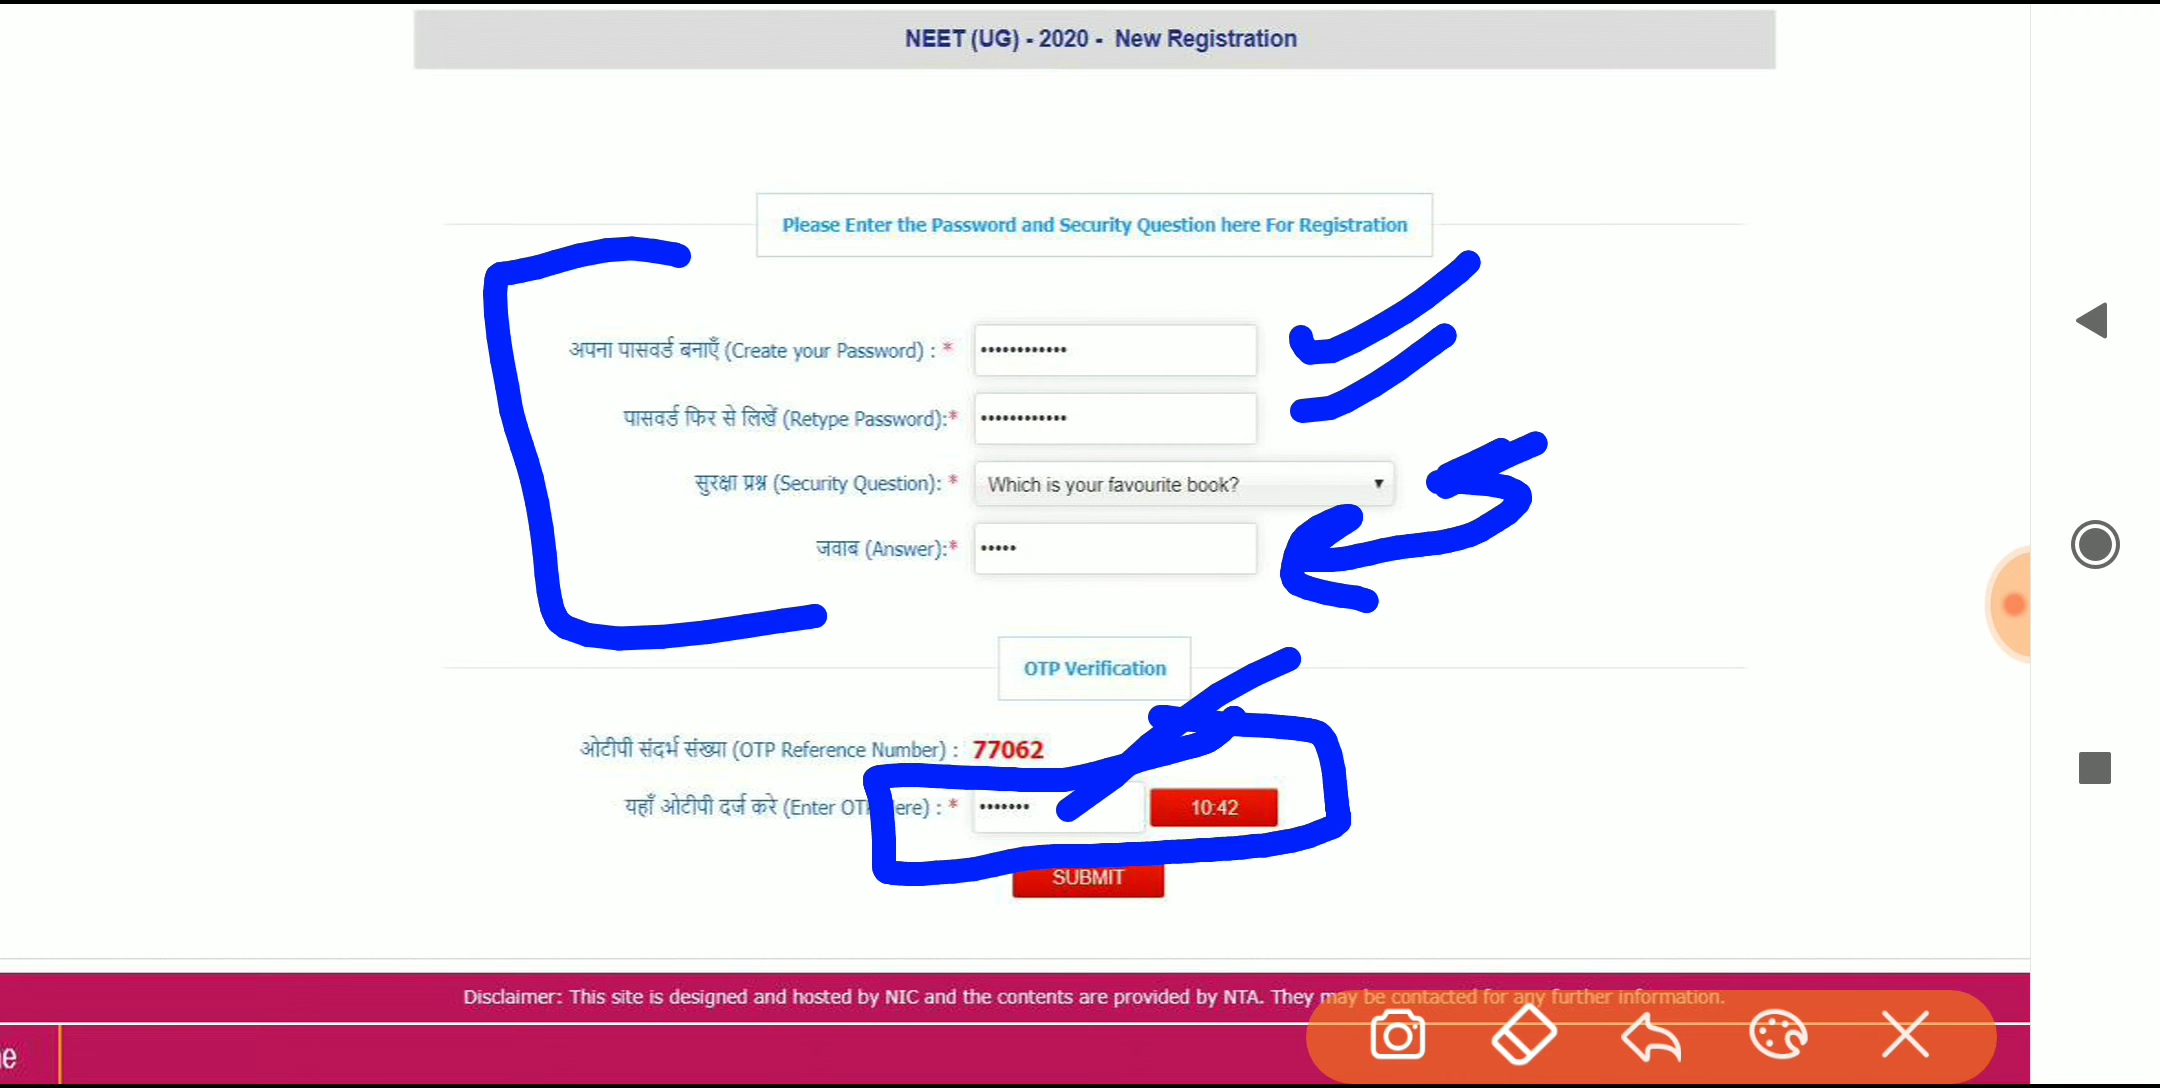 NEET (UG) - 2020 - New Registration
Please Enter the Password and Security Question here For Registration
अपना पासवर्ड बनाएँ (Create your Password) : * ••••••••••••
पासवर्ड फिर से लिखें (Retype Password):* ••••••••••••
सुरक्षा प्रश्न (Security Question): * Which is your favourite book?
जवाब (Answer):* •••••
OTP Verification
ओटीपी संदर्भ संख्या (OTP Reference Number) : 77062
यहाँ ओटीपी दर्ज करे (Enter ere) : * ••••••• 10:42
SUBMIT
Disclaimer: This site is designed and hosted by NIC and the contents are provided by NTA. They may be contacted for any further information.